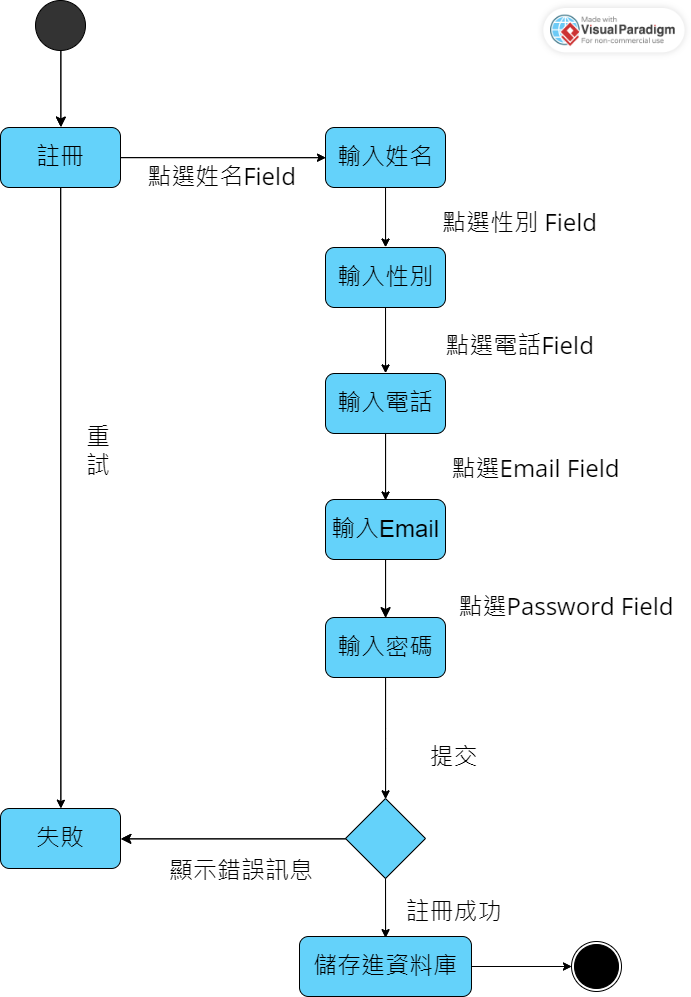 Made with
VisualParadigm
For non-commercial use
註冊
點選姓名Field
輸入姓名
點選性別 Field
輸入性別
點選電話Field
輸入電話
重
試
點選Email Field
輸入Email
點選Password Field
輸入密碼
提交
失敗
顯示錯誤訊息
註冊成功
儲存進資料庫